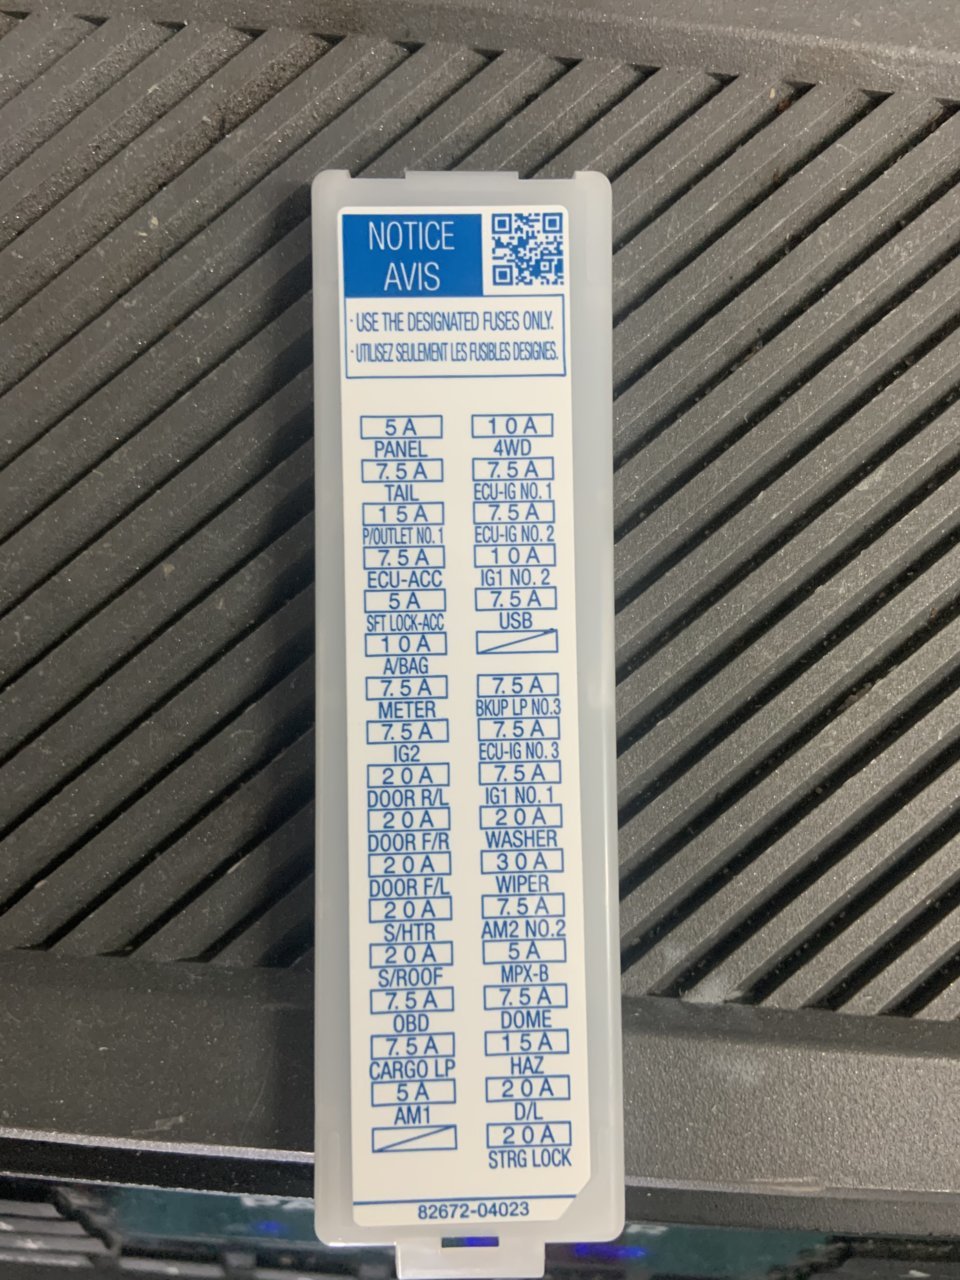 NOTICE
AVIS
· USE THE DESIGNATED FUSES ONLY.
· UTILISEZ SEULEMENT LES FUSIBLES DESIGNES.
5 A
PANEL
7.5 A
TAIL
15 A
P/OUTLET NO. 1
7.5 A
ECU-ACC
5 A
SFT LOCK-ACC
10 A
A/BAG
7.5 A
METER
7.5 A
IG2
20 A
DOOR R/L
20 A
DOOR F/R
20 A
DOOR F/L
20 A
S/HTR
20 A
S/ROOF
7.5 A
OBD
7.5 A
CARGO LP
5 A
AM1
10 A
4WD
7.5 A
ECU-IG NO. 1
7.5 A
ECU-IG NO. 2
10 A
IG1 NO. 2
7.5 A
USB
7.5 A
BKUP LP NO.3
7.5 A
ECU-IG NO. 3
7.5 A
IG1 NO. 1
20 A
WASHER
30 A
WIPER
7.5 A
AM2 NO.2
5 A
MPX-B
7.5 A
DOME
15 A
HAZ
20 A
D/L
20 A
STRG LOCK
82672-04023